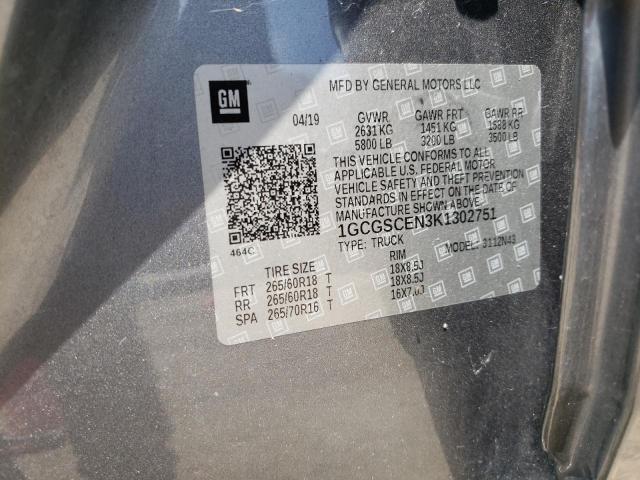 GM
MFD BY GENERAL MOTORS LLC
04/19 GVWR GAWR FRT GAWR RR
2631 KG 1451 KG 1588 KG
5800 LB 3200 LB 3500 LB
THIS VEHICLE CONFORMS TO ALL
APPLICABLE U.S. FEDERAL MOTOR
VEHICLE SAFETY AND THEFT PREVENTION
STANDARDS IN EFFECT ON THE DATE OF
MANUFACTURE SHOWN ABOVE.
1GCGSCEN3K1302751
464C TYPE: TRUCK MODEL: 3112N43
TIRE SIZE RIM
FRT 265/60R18 T 18X8.5J
RR 265/60R18 T 18X8.5J
SPA 265/70R16 T 16X7.0J